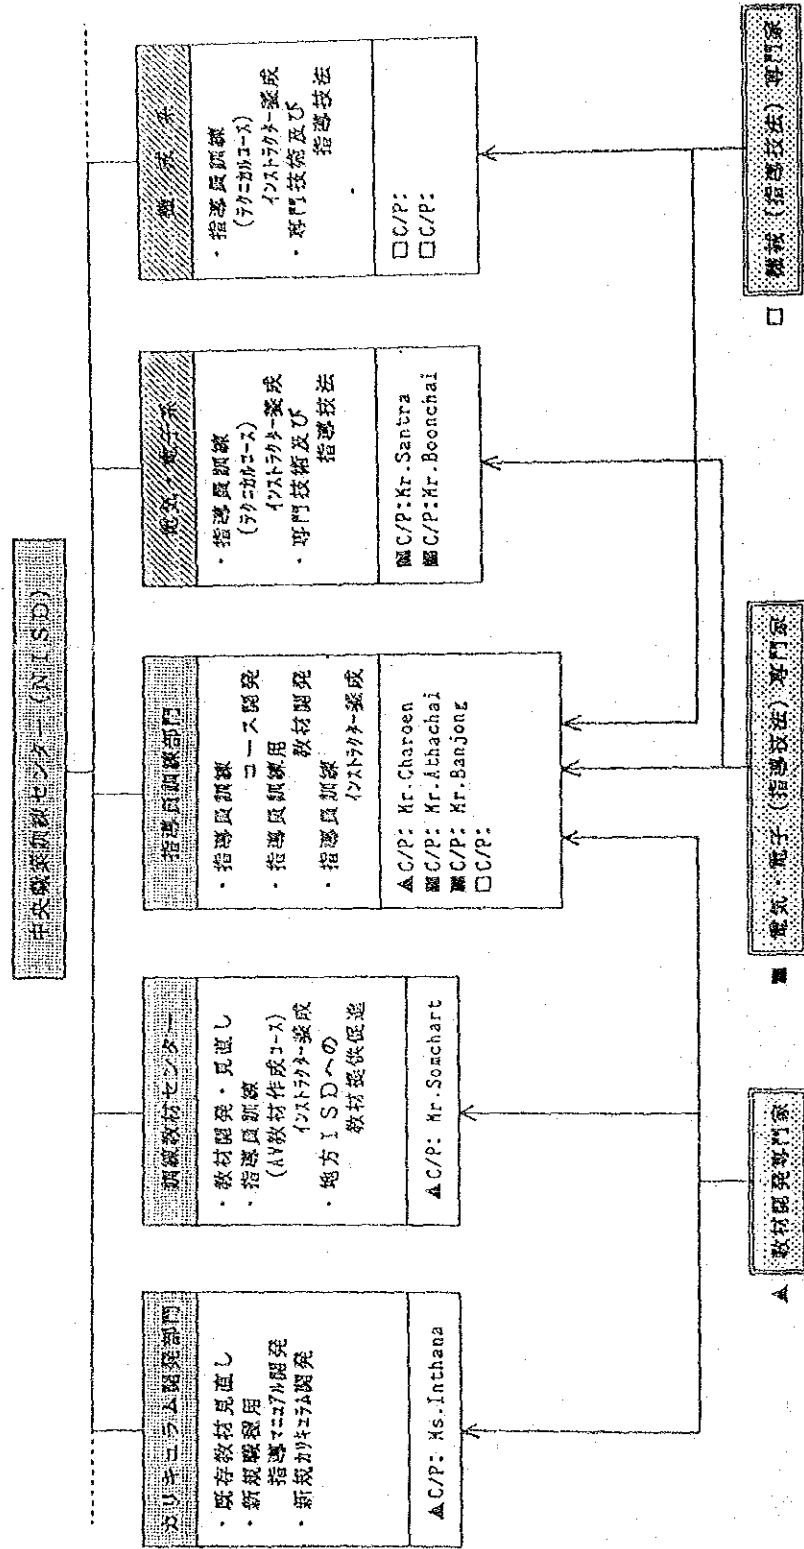 中央職業訓練センター (NISD)
カリキュラム開発部門
・既存教材見直し
・新規職種用
指導マニュアル開発
・新規カリキュラム開発
▲C/P: Ms.Inthana
訓練教材センター
・教材開発・見直し
・指導員訓練
(AV教材作成コース)
インストラクター養成
・地方ISDへの
教材提供促進
▲C/P: Mr.Somchart
指導員訓練部門
・指導員訓練
コース開発
・指導員訓練用
教材開発
・指導員訓練
インストラクター養成
▲C/P: Mr.Charoen
▩C/P: Mr.Athachai
▩C/P: Mr.Banjong
□C/P:
電気・電子系
・指導員訓練
(テクニカルコース)
インストラクター養成
・専門技術及び
指導技法
▩C/P:Mr.Santra
▩C/P:Mr.Boonchai
機械系
・指導員訓練
(テクニカルコース)
インストラクター養成
・専門技術及び
指導技法
□C/P:
□C/P:
▲ 教材開発専門家
▩ 電気・電子（指導技法）専門家
□ 機械（指導技法）専門家